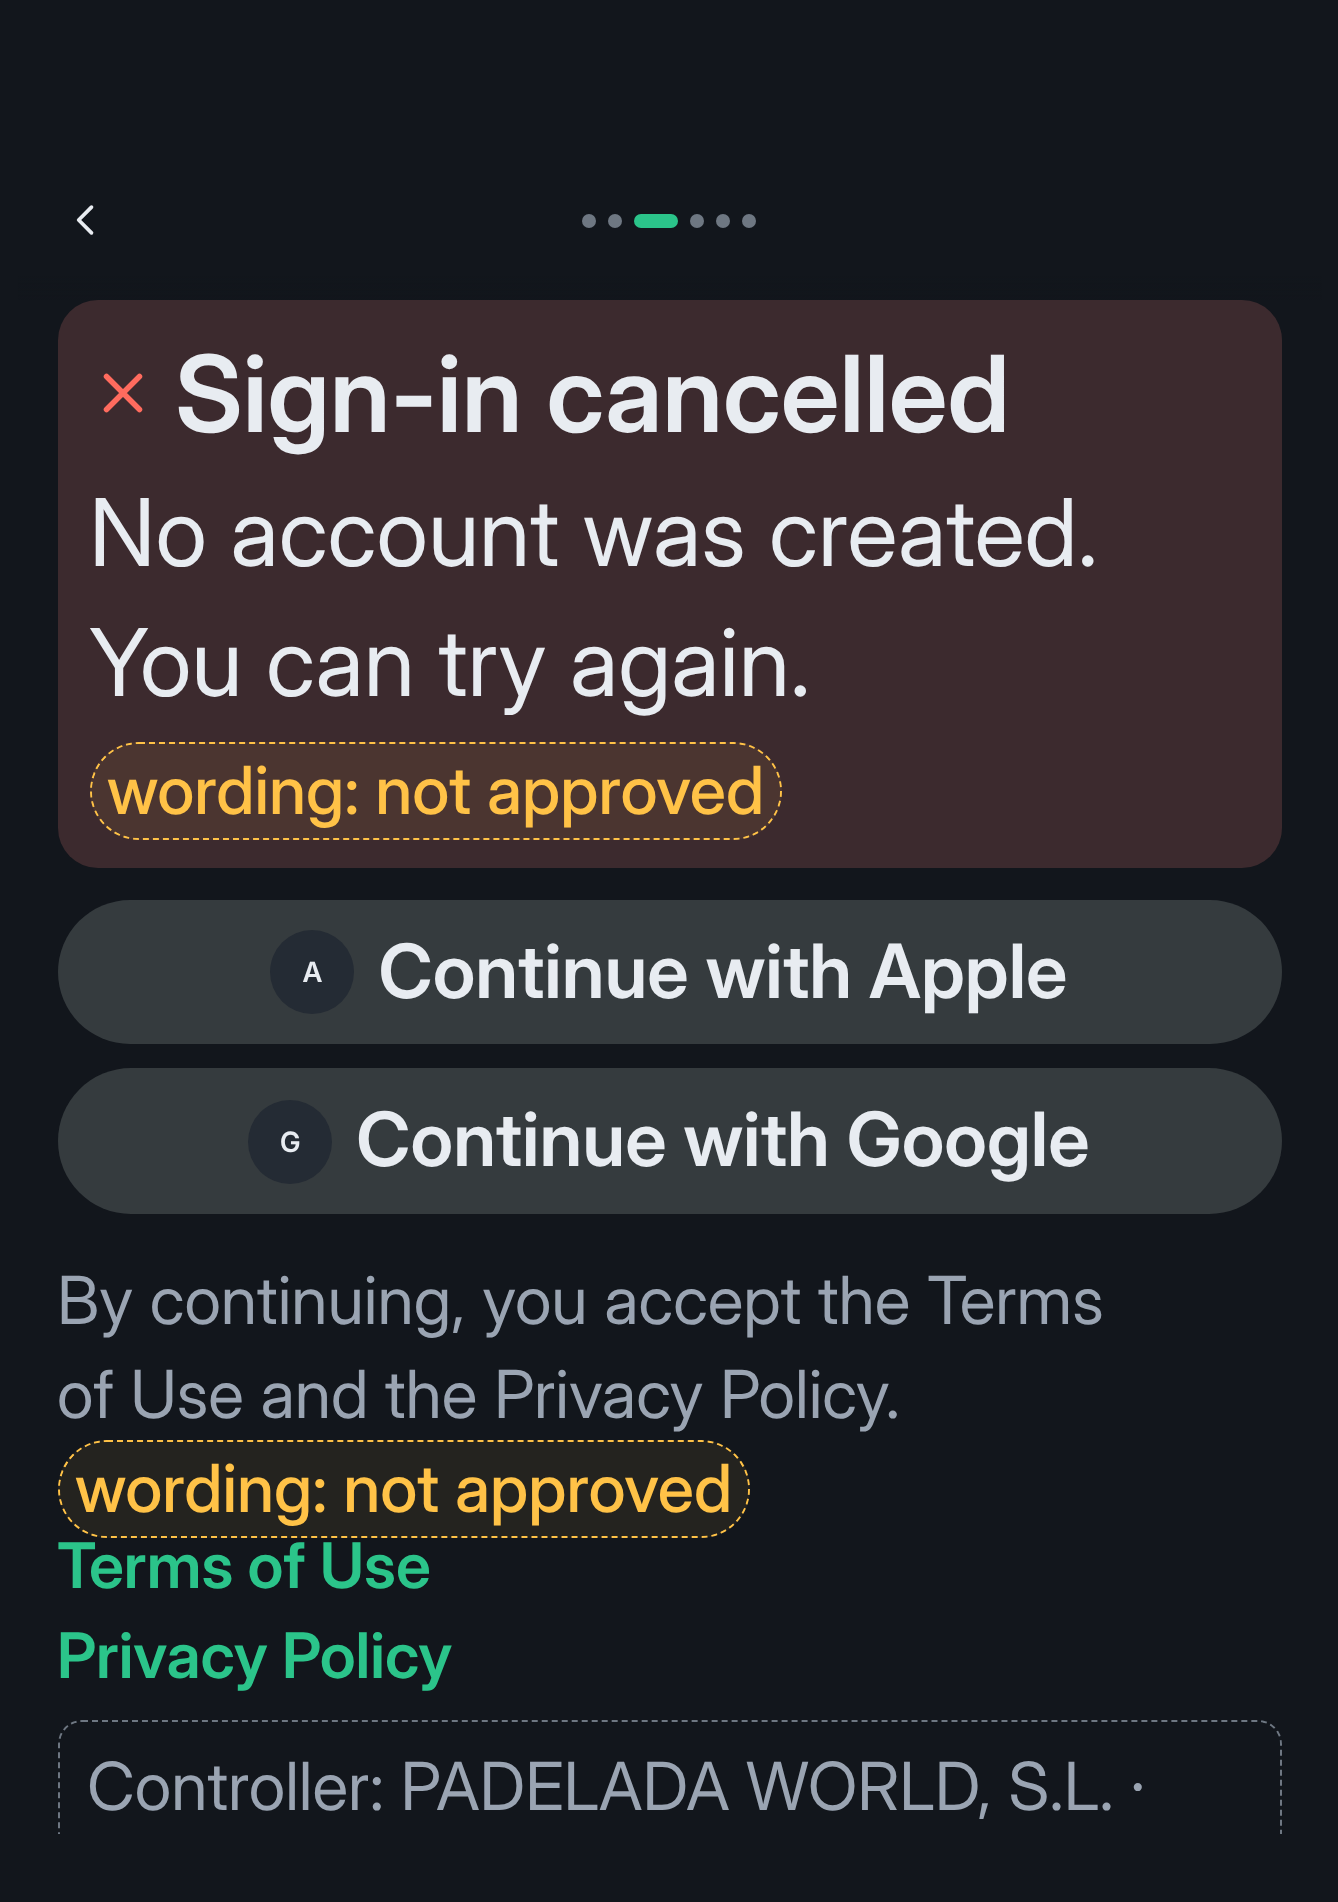 Sign-in cancelled
No account was created.
You can try again.
wording: not approved
A Continue with Apple
G Continue with Google
By continuing, you accept the Terms
of Use and the Privacy Policy.
wording: not approved
Terms of Use
Privacy Policy
Controller: PADELADA WORLD, S.L. ·